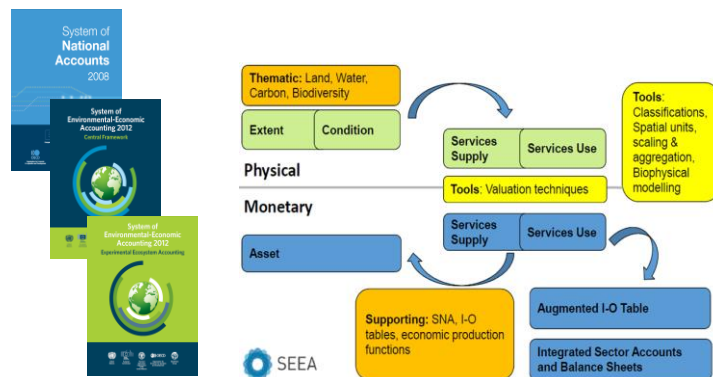 System of
National
Accounts
2008
System of
Environmental-Economic
Accounting 2012
Central Framework
System of
Environmental-Economic
Accounting 2012
Experimental Ecosystem Accounting
Thematic: Land, Water,
Carbon, Biodiversity
Extent
Condition
Services
Supply
Services Use
Tools:
Classifications,
Spatial units,
scaling &
aggregation,
Biophysical
modelling
Physical
Tools: Valuation techniques
Monetary
Services
Supply
Services Use
Asset
Supporting: SNA, I-O
tables, economic production
functions
Augmented I-O Table
Integrated Sector Accounts
and Balance Sheets
SEEA